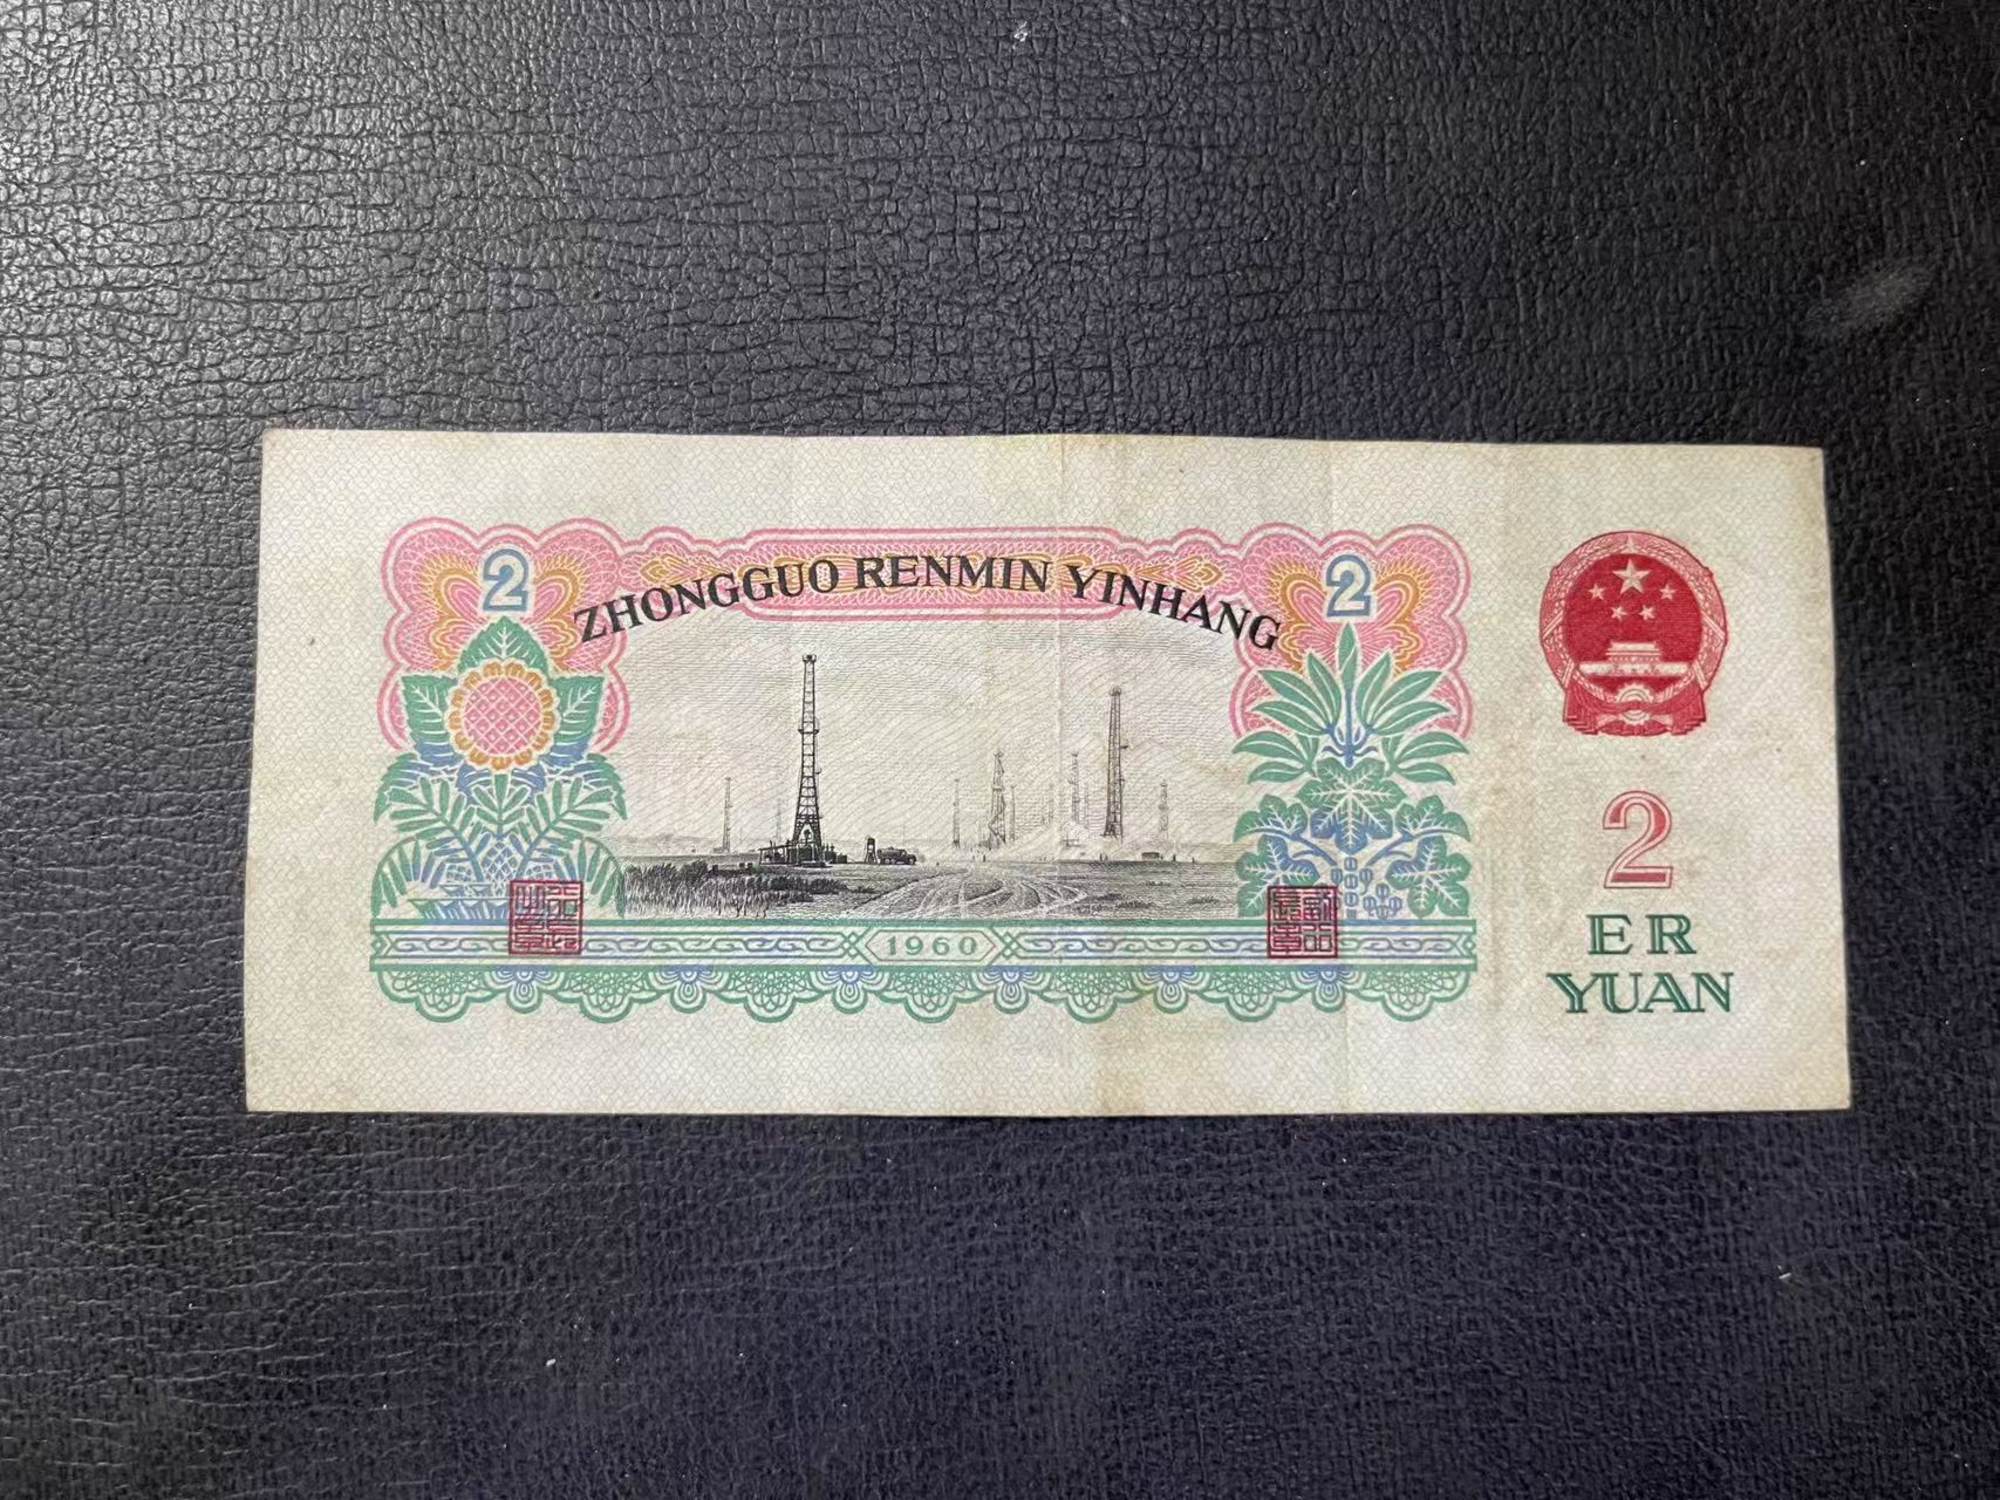 2
2
ZHONGGUO RENMIN YINHANG
1960
2
ER
YUAN